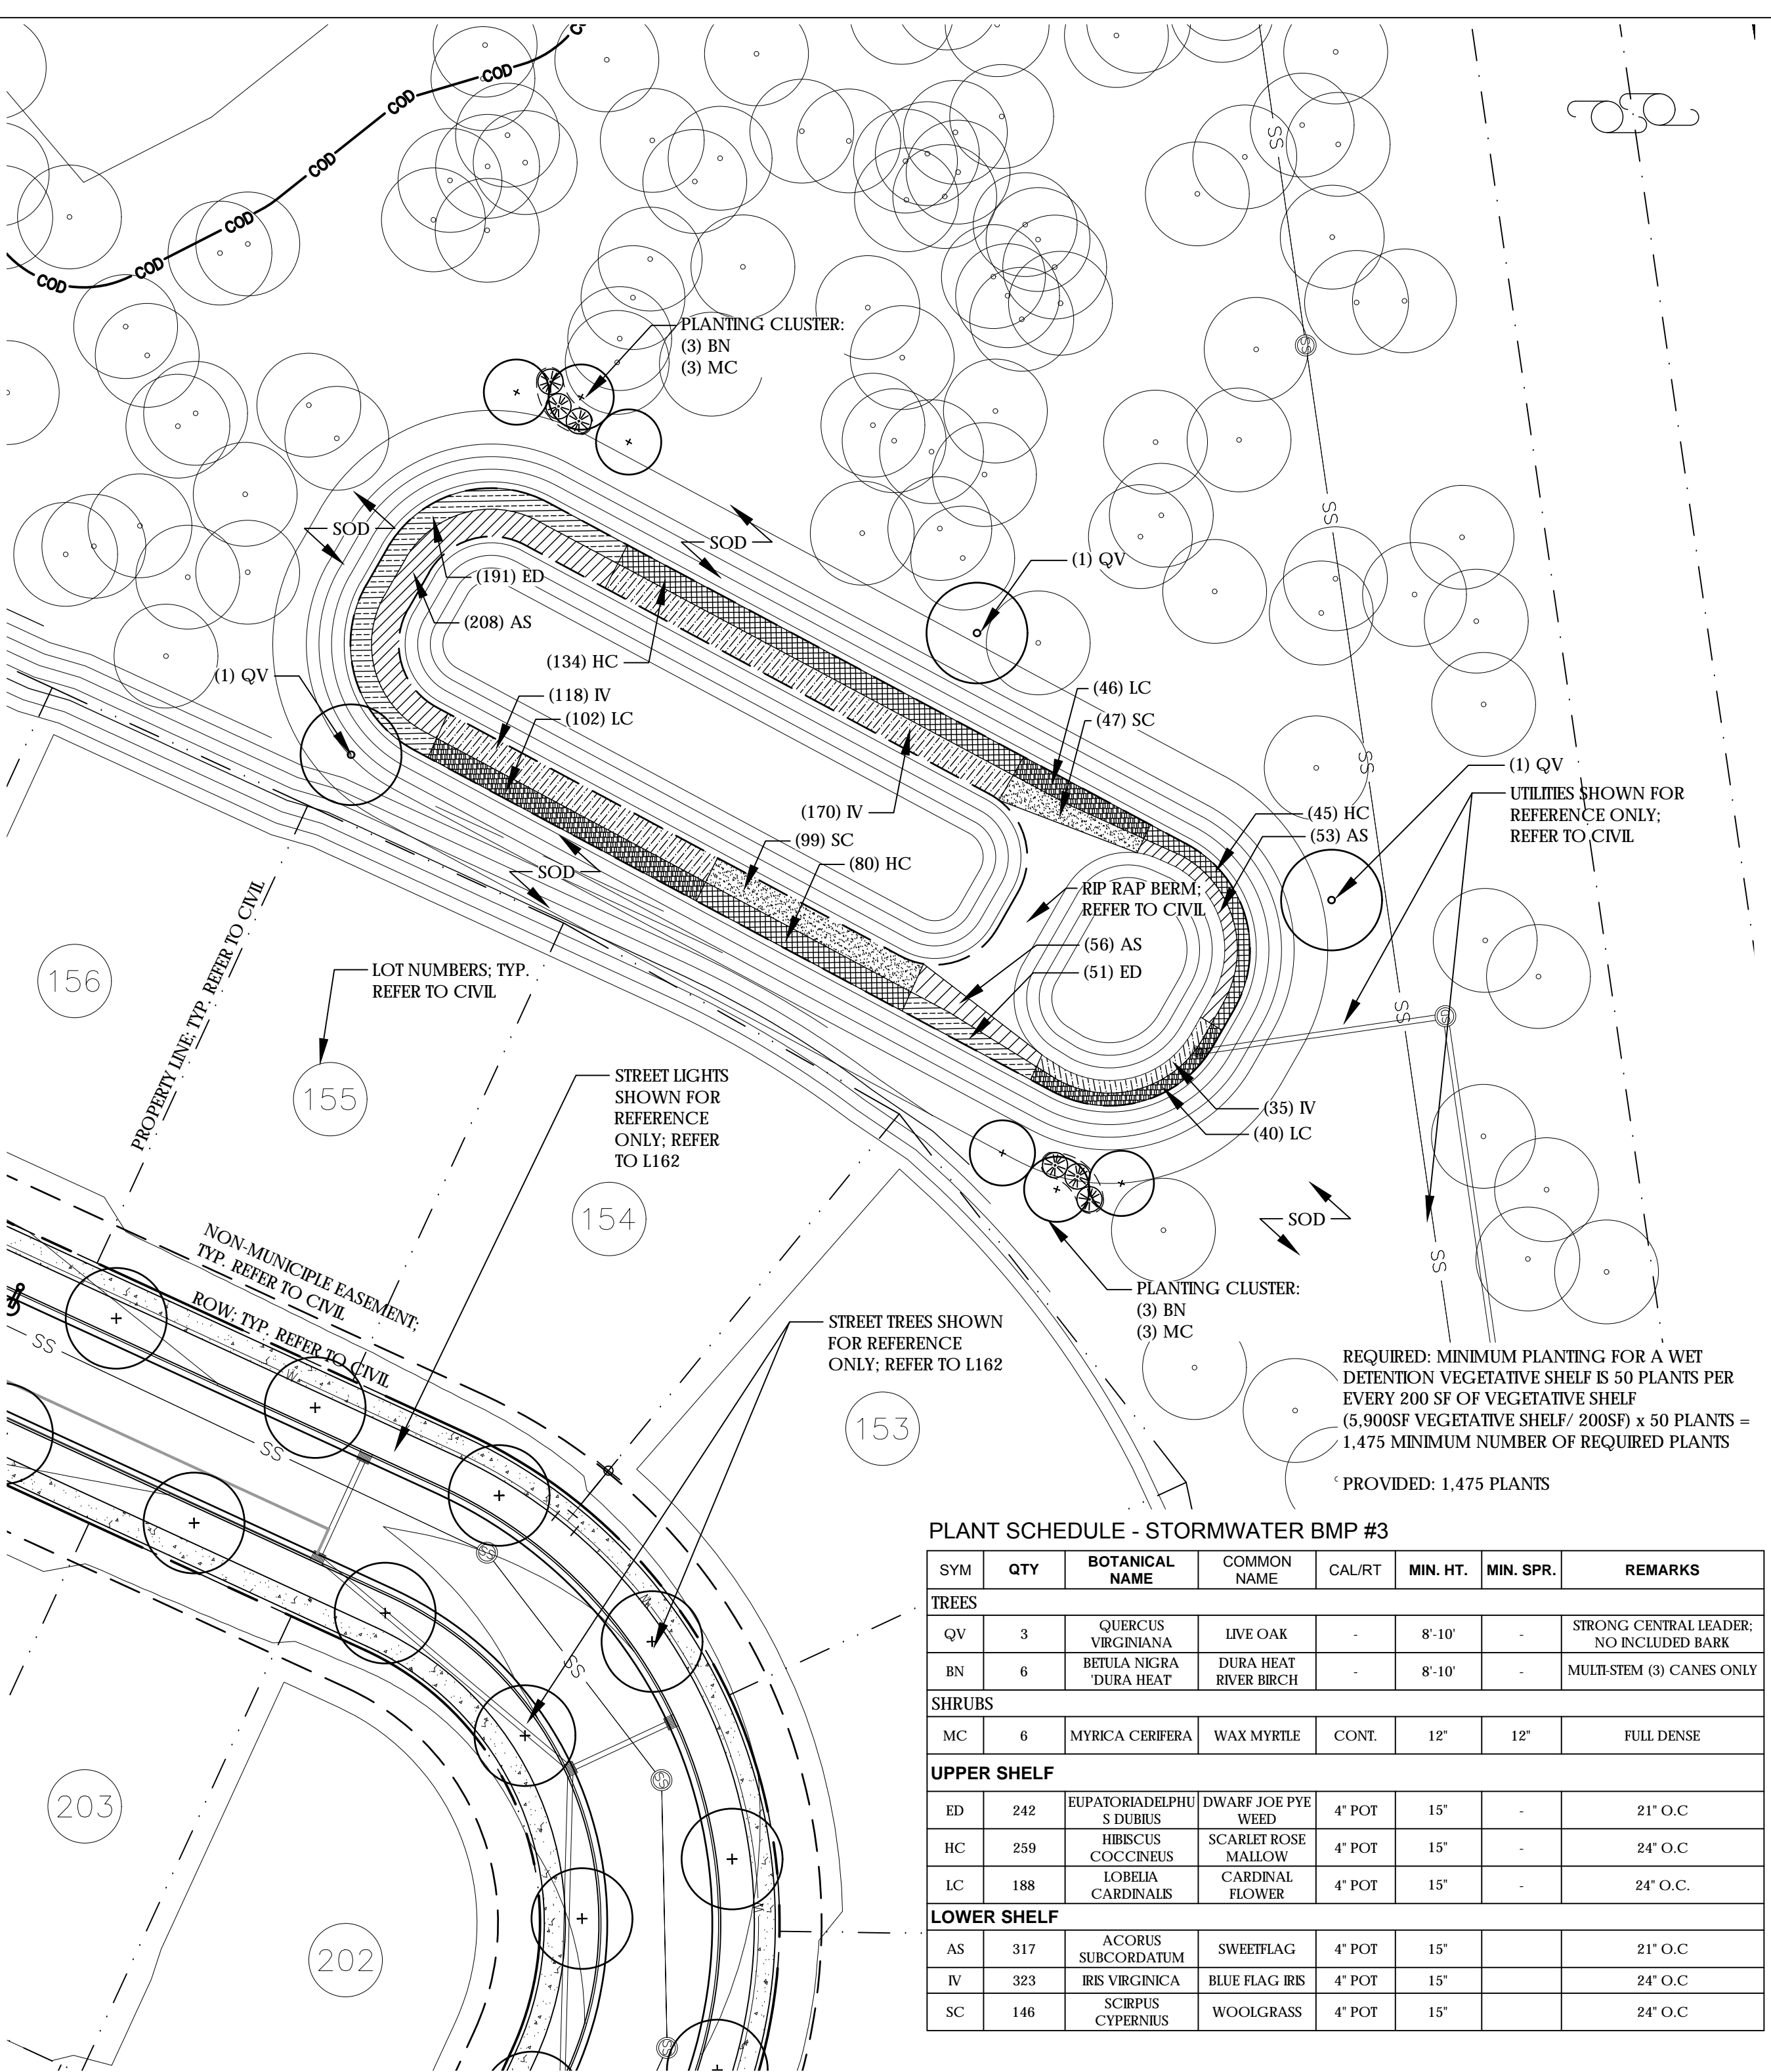 COD
COD
COD
COD
COD
COD
SS
PLANTING CLUSTER:
(3) BN
(3) MC
SS
SS
SOD
SOD
(1) QV
(191) ED
(208) AS
(134) HC
(1) QV
(118) IV
(102) LC
(46) LC
(47) SC
SS
(1) QV
UTILITIES SHOWN FOR
REFERENCE ONLY;
REFER TO CIVIL
(170) IV
(45) HC
(53) AS
(99) SC
(80) HC
SOD
RIP RAP BERM;
REFER TO CIVIL
(56) AS
(51) ED
PROPERTY LINE; TYP. REFER TO CIVIL
LOT NUMBERS; TYP.
REFER TO CIVIL
156
155
SS
STREET LIGHTS
SHOWN FOR
REFERENCE
ONLY; REFER
TO L162
(35) IV
(40) LC
154
SOD
SS
NON-MUNICIPLE EASEMENT;
TYP. REFER TO CIVIL
ROW; TYP. REFER TO CIVIL
PLANTING CLUSTER:
(3) BN
(3) MC
STREET TREES SHOWN
FOR REFERENCE
ONLY; REFER TO L162
153
SS
W
SS
SS
W
SS
SS
W
SS
203
202
REQUIRED: MINIMUM PLANTING FOR A WET
DETENTION VEGETATIVE SHELF IS 50 PLANTS PER
EVERY 200 SF OF VEGETATIVE SHELF
(5,900SF VEGETATIVE SHELF/ 200SF) x 50 PLANTS =
1,475 MINIMUM NUMBER OF REQUIRED PLANTS
PROVIDED: 1,475 PLANTS
PLANT SCHEDULE - STORMWATER BMP #3
SYM QTY BOTANICAL NAME COMMON NAME CAL/RT MIN. HT. MIN. SPR. REMARKS
TREES
QV 3 QUERCUS VIRGINIANA LIVE OAK - 8'-10' - STRONG CENTRAL LEADER; NO INCLUDED BARK
BN 6 BETULA NIGRA 'DURA HEAT' DURA HEAT RIVER BIRCH - 8'-10' - MULTI-STEM (3) CANES ONLY
SHRUBS
MC 6 MYRICA CERIFERA WAX MYRTLE CONT. 12" 12" FULL DENSE
UPPER SHELF
ED 242 EUPATORIADELPHU S DUBIUS DWARF JOE PYE WEED 4" POT 15" - 21" O.C
HC 259 HIBISCUS COCCINEUS SCARLET ROSE MALLOW 4" POT 15" - 24" O.C
LC 188 LOBELIA CARDINALIS CARDINAL FLOWER 4" POT 15" - 24" O.C.
LOWER SHELF
AS 317 ACORUS SUBCORDATUM SWEETFLAG 4" POT 15" 21" O.C
IV 323 IRIS VIRGINICA BLUE FLAG IRIS 4" POT 15" 24" O.C
SC 146 SCIRPUS CYPERNIUS WOOLGRASS 4" POT 15" 24" O.C